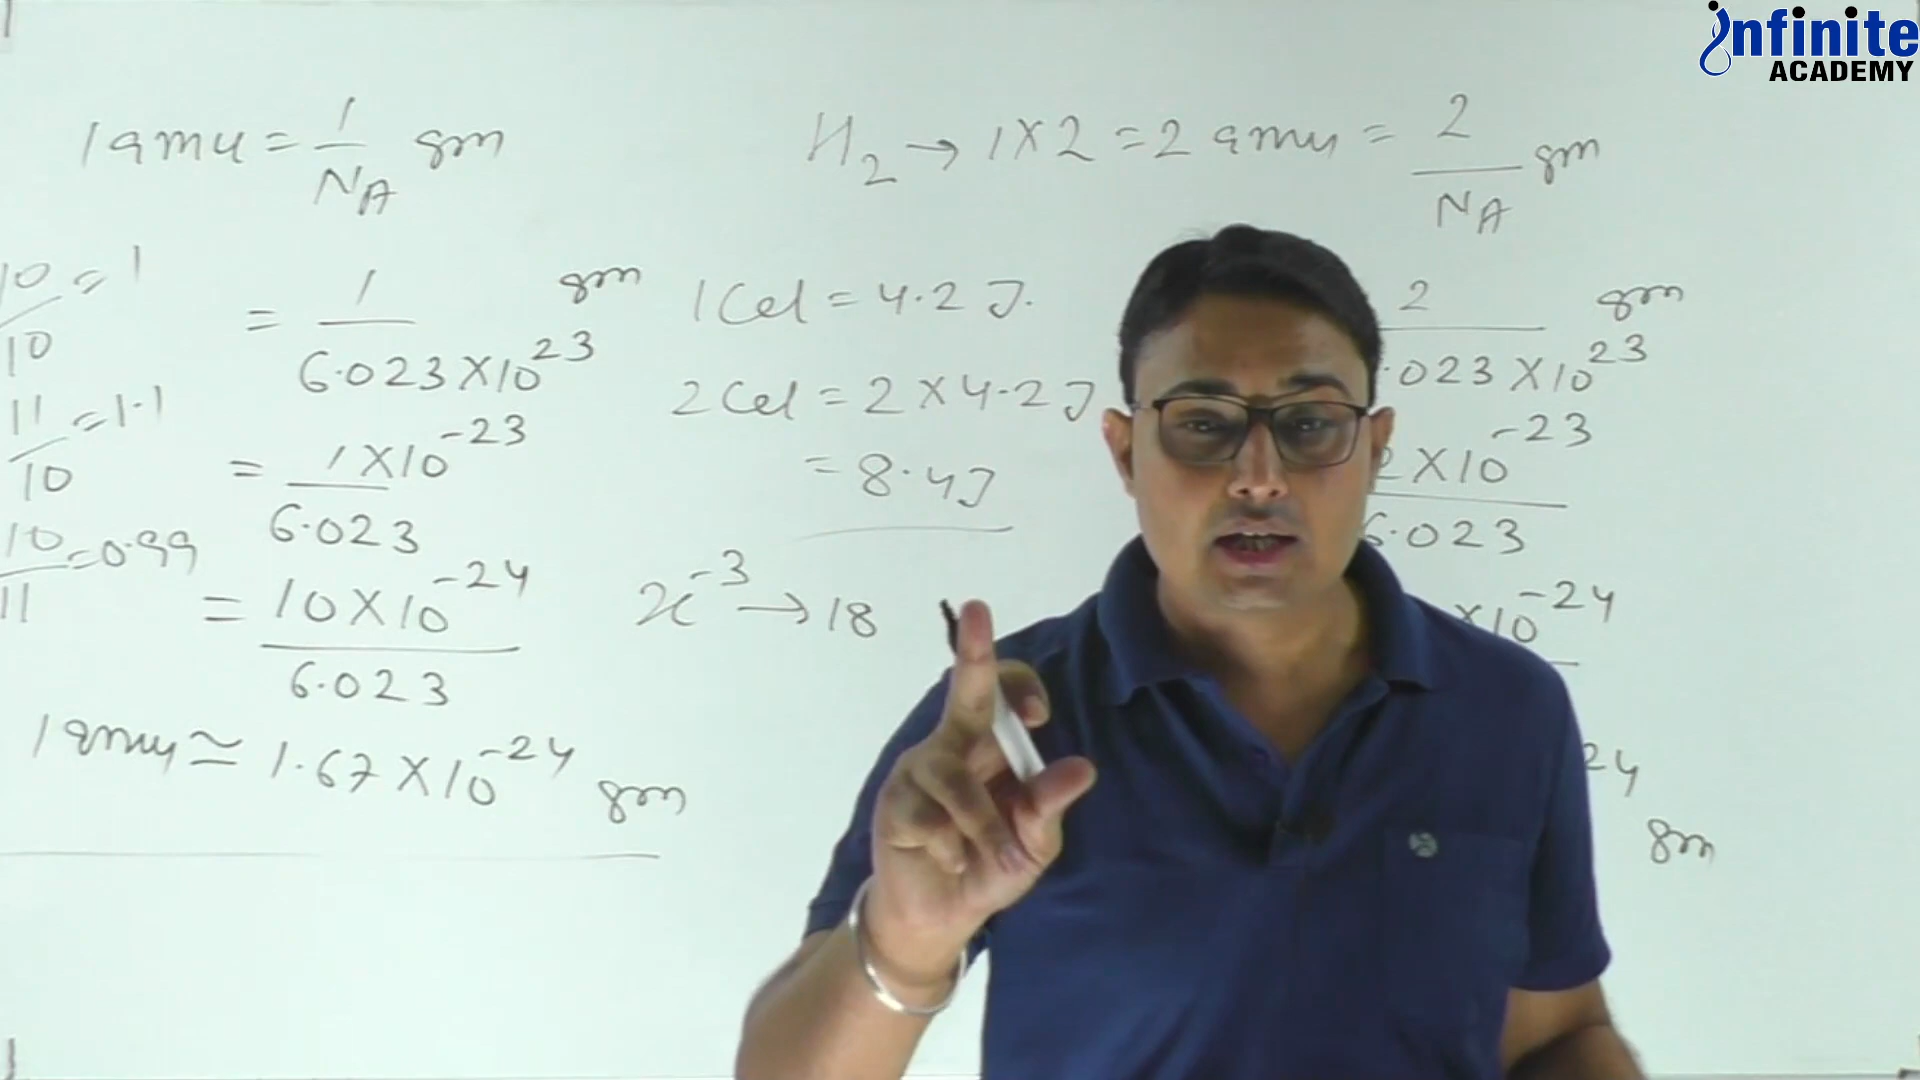 infinite
ACADEMY
1 amu = 1/N_A gm
10/10 = 1
= 1/6.023×10^23 gm
11/10 = 1.1
= 1×10^-23/6.023
10/11 = 0.99
= 10×10^-24/6.023
1 amu ≃ 1.67×10^-24 gm
1 Cal = 4.2 J.
2 Cal = 2×4.2 J
= 8.4 J
x^-3 → 18
H_2 → 1×2 = 2 amu = 2/N_A gm
2/.023×10^23 gm
2×10^-23/6.023
×10^-24
24 gm